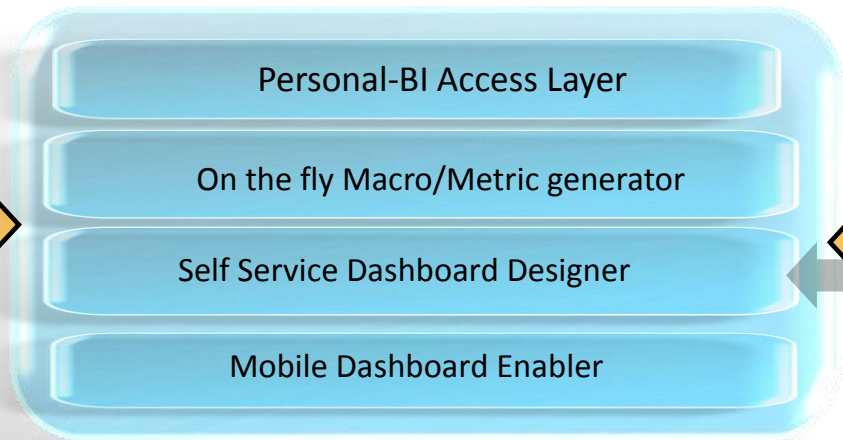 Personal-BI Access Layer
On the fly Macro/Metric generator
Self Service Dashboard Designer
Mobile Dashboard Enabler